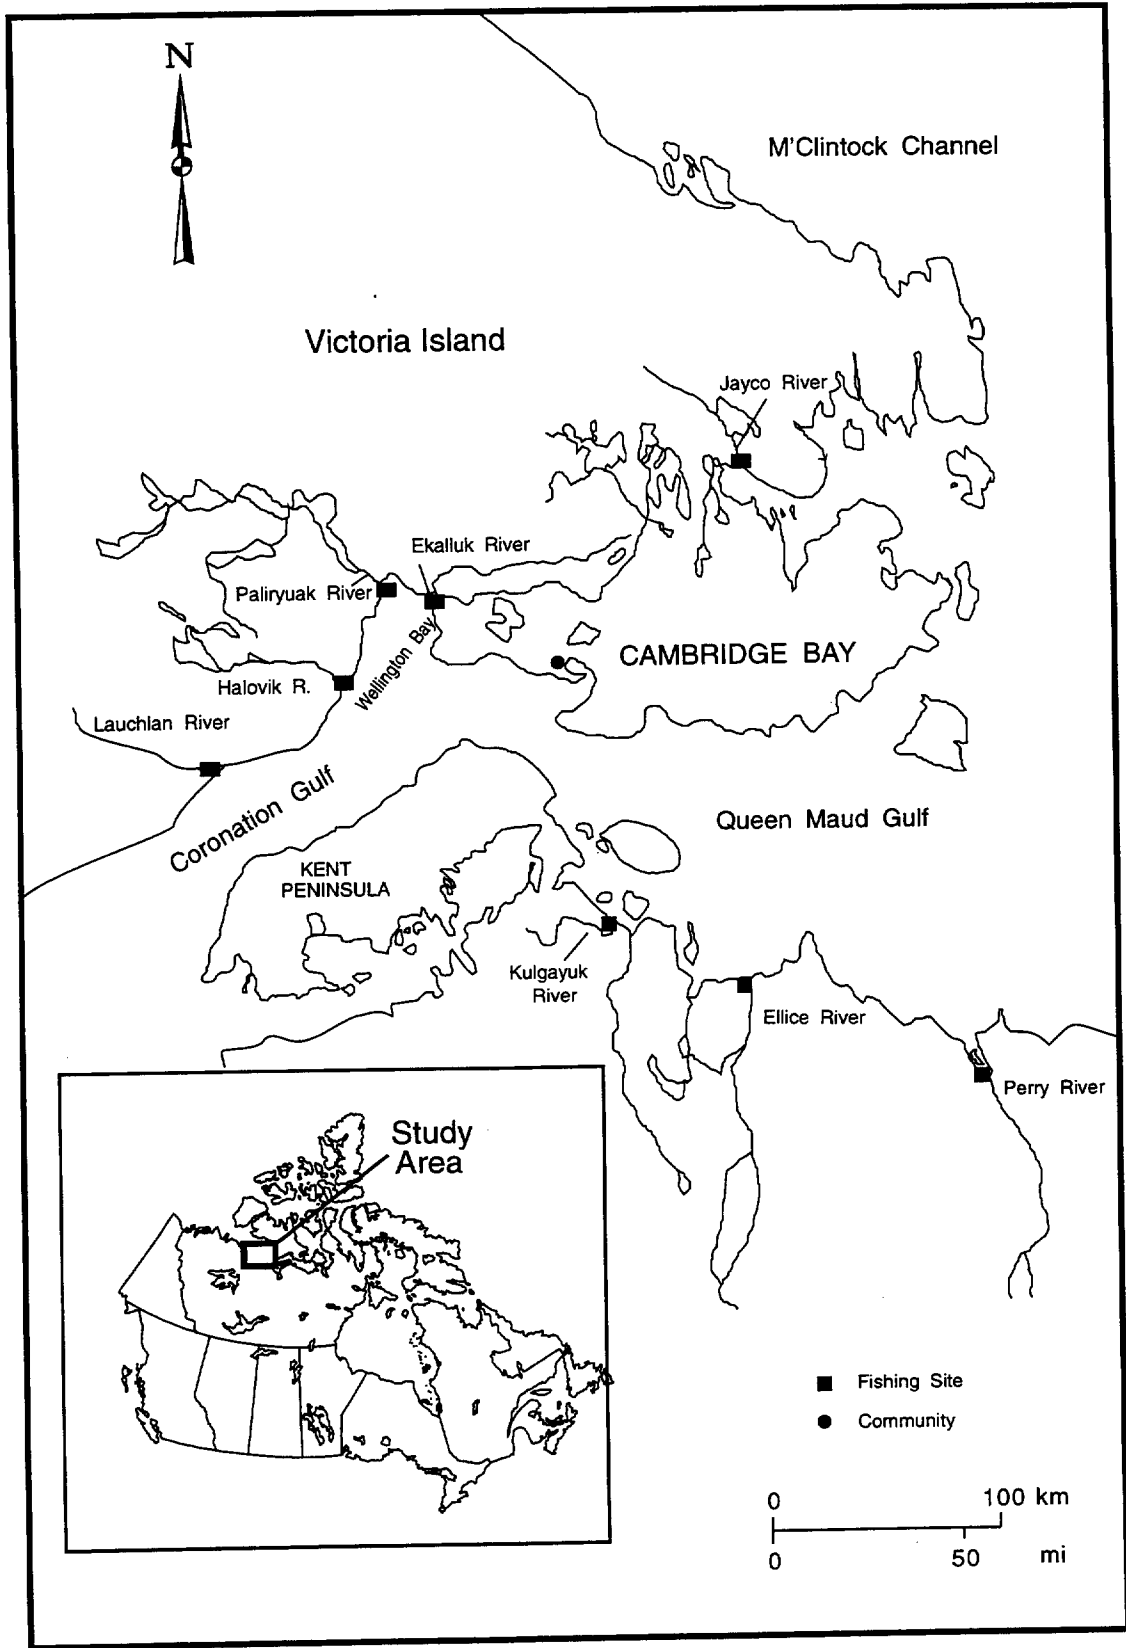 N
M'Clintock Channel
Victoria Island
Jayco River
Ekalluk River
Paliryuak River
Wellington Bay
CAMBRIDGE BAY
Halovik R.
Lauchlan River
Coronation Gulf
Queen Maud Gulf
KENT
PENINSULA
Kulgayuk
River
Ellice River
Perry River
Study
Area
Fishing Site
Community
0 100 km
0 50 mi